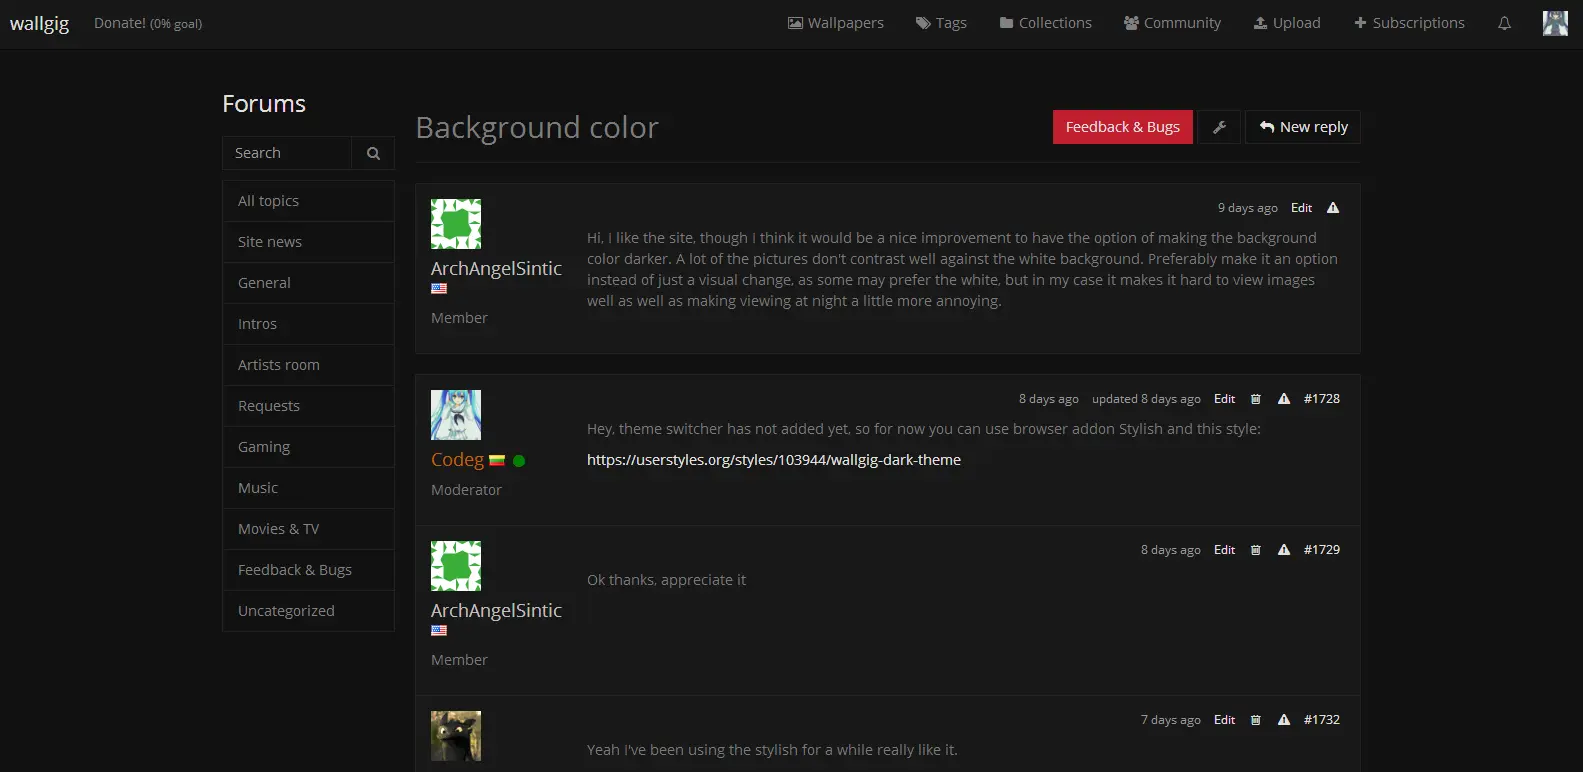 wallgig Donate! (0% goal) Wallpapers Tags Collections Community Upload Subscriptions
Forums
Search
All topics
Site news
General
Intros
Artists room
Requests
Gaming
Music
Movies & TV
Feedback & Bugs
Uncategorized
Background color
Feedback & Bugs New reply
9 days ago Edit
ArchAngelSintic
Member
Hi, I like the site, though I think it would be a nice improvement to have the option of making the background
color darker. A lot of the pictures don't contrast well against the white background. Preferably make it an option
instead of just a visual change, as some may prefer the white, but in my case it makes it hard to view images
well as well as making viewing at night a little more annoying.
8 days ago updated 8 days ago Edit #1728
Codeg
Moderator
Hey, theme switcher has not added yet, so for now you can use browser addon Stylish and this style:
https://userstyles.org/styles/103944/wallgig-dark-theme
8 days ago Edit #1729
ArchAngelSintic
Member
Ok thanks, appreciate it
7 days ago Edit #1732
Yeah I've been using the stylish for a while really like it.